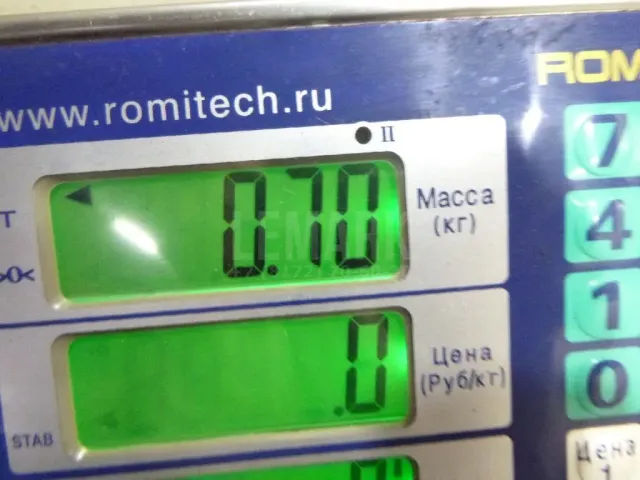 ROM
www.romitech.ru
II
7
T
0.70
Масса
(кг)
4
>0<
1
.0
Цена
(Руб/кг)
0
STAB
Цена
1